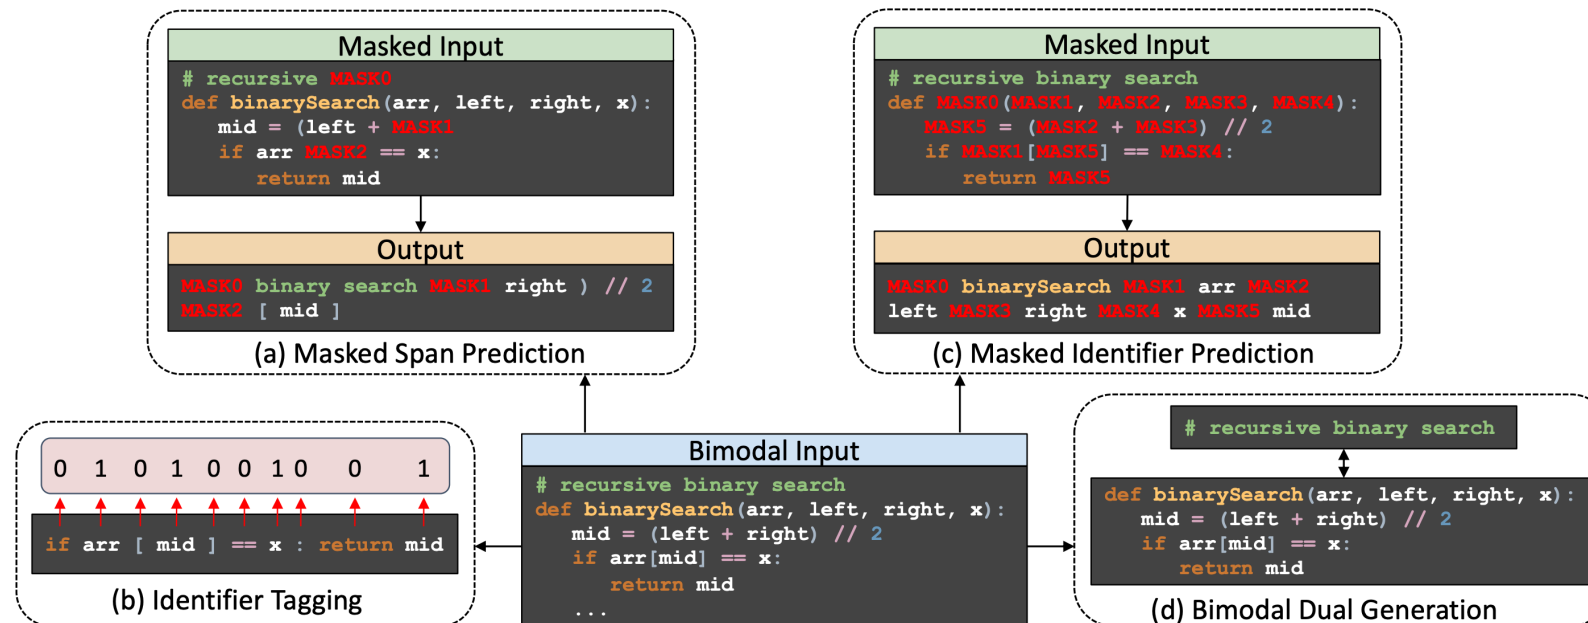 Masked Input
# recursive MASK0
def binarySearch(arr, left, right, x):
mid = (left + MASK1
if arr MASK2 == x:
return mid
Output
MASK0 binary search MASK1 right ) // 2
MASK2 [ mid ]
(a) Masked Span Prediction
Masked Input
# recursive binary search
def MASK0(MASK1, MASK2, MASK3, MASK4):
MASK5 = (MASK2 + MASK3) // 2
if MASK1[MASK5] == MASK4:
return MASK5
Output
MASK0 binarySearch MASK1 arr MASK2
left MASK3 right MASK4 x MASK5 mid
(c) Masked Identifier Prediction
0 1 0 1 0 0 1 0 0 1
if arr [ mid ] == x : return mid
(b) Identifier Tagging
Bimodal Input
# recursive binary search
def binarySearch(arr, left, right, x):
mid = (left + right) // 2
if arr[mid] == x:
return mid
...
# recursive binary search
def binarySearch(arr, left, right, x):
mid = (left + right) // 2
if arr[mid] == x:
return mid
(d) Bimodal Dual Generation